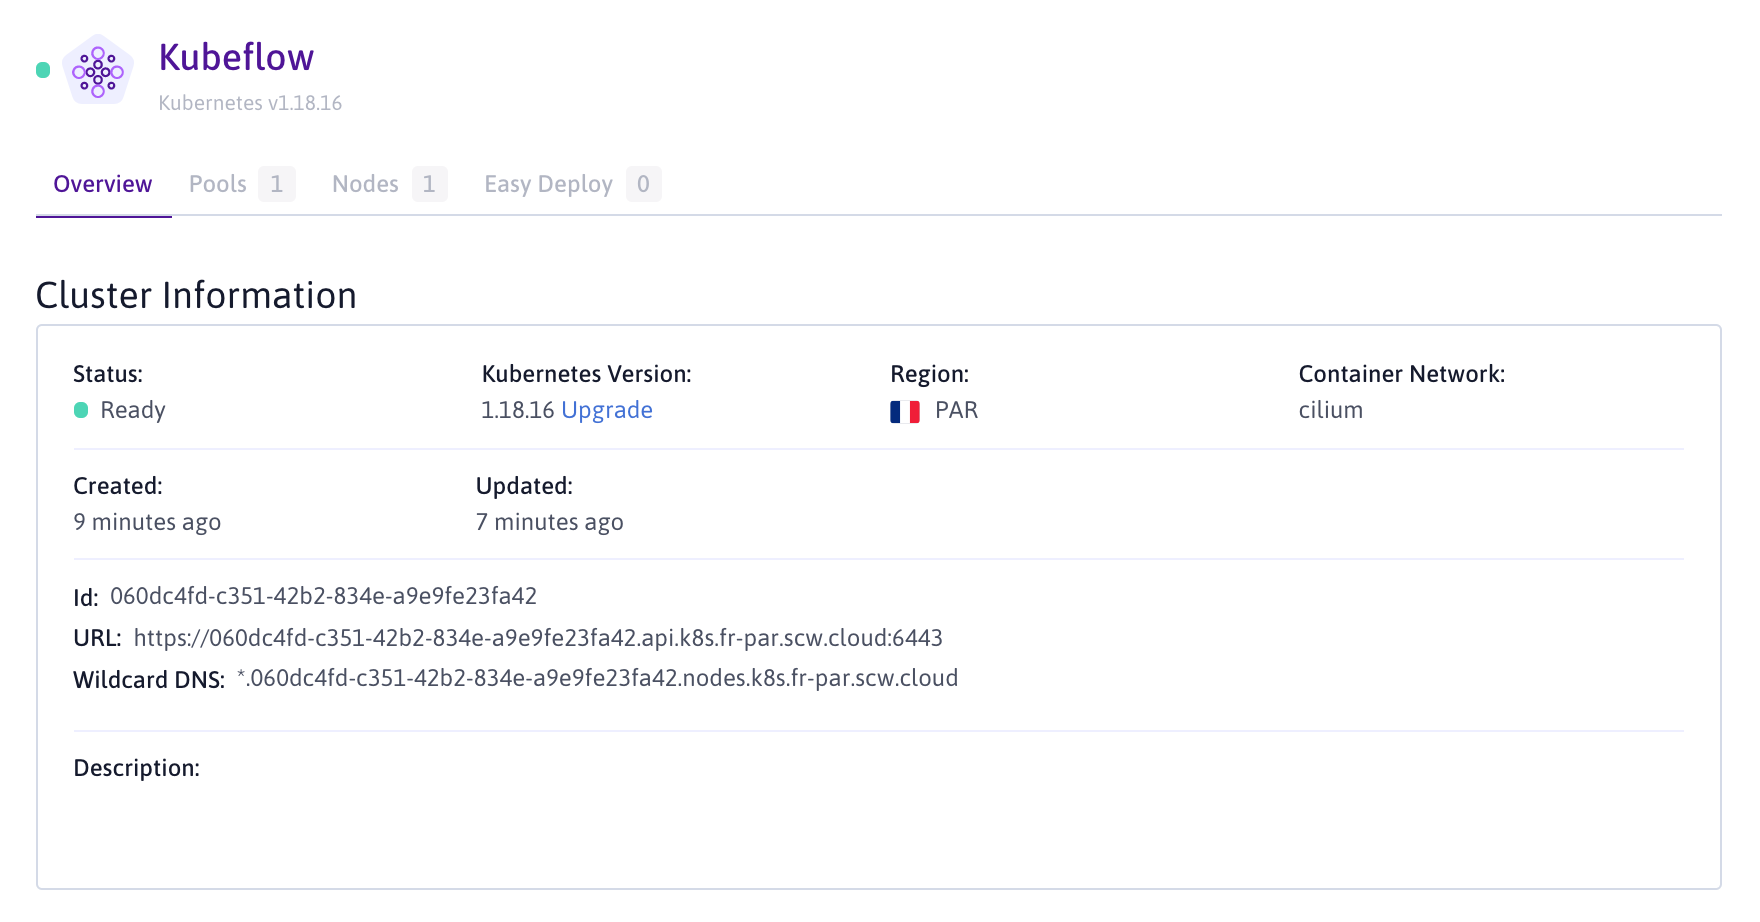 Kubeflow
Kubernetes v1.18.16
Overview Pools 1 Nodes 1 Easy Deploy 0
Cluster Information
Status: Kubernetes Version: Region: Container Network:
Ready 1.18.16 Upgrade PAR cilium
Created: Updated:
9 minutes ago 7 minutes ago
Id: 060dc4fd-c351-42b2-834e-a9e9fe23fa42
URL: https://060dc4fd-c351-42b2-834e-a9e9fe23fa42.api.k8s.fr-par.scw.cloud:6443
Wildcard DNS: *.060dc4fd-c351-42b2-834e-a9e9fe23fa42.nodes.k8s.fr-par.scw.cloud
Description: